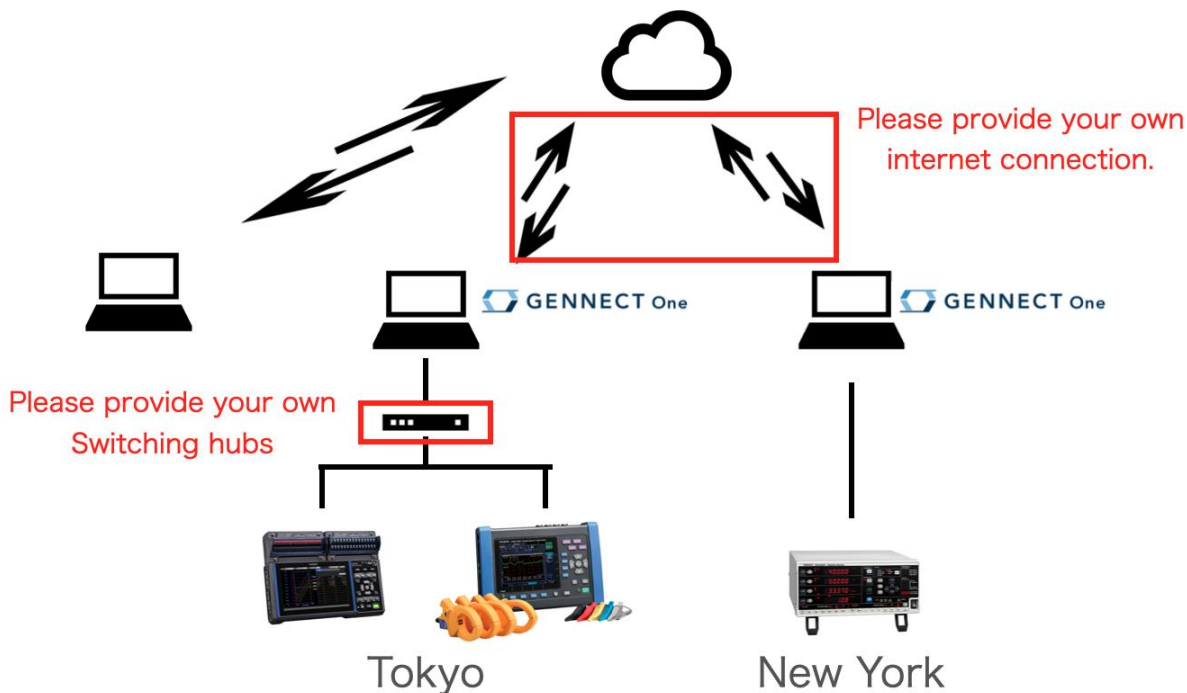 Please provide your own
internet connection.
GENNECT One
GENNECT One
Please provide your own
Switching hubs
Tokyo
New York